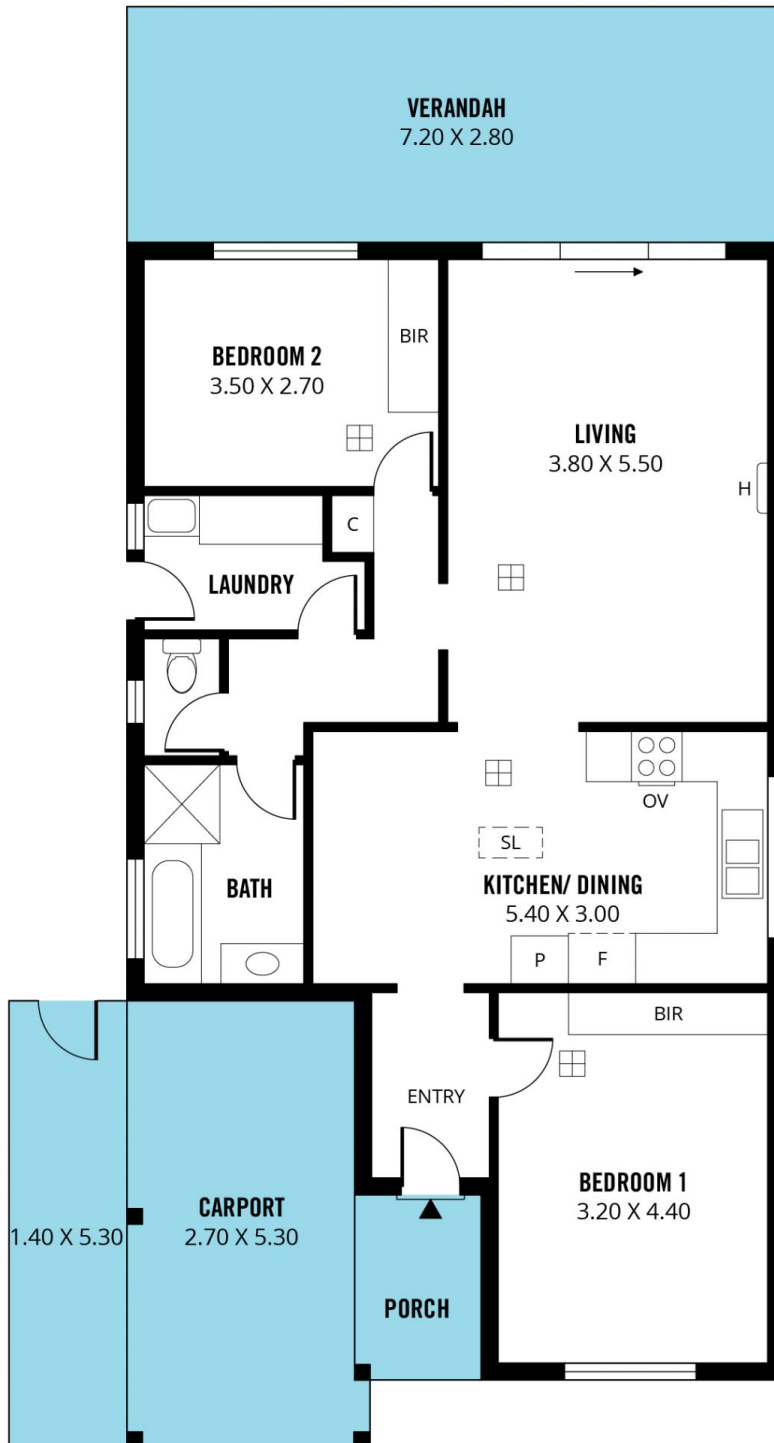 VERANDAH
7.20 X 2.80
BIR
BEDROOM 2
3.50 X 2.70
LIVING
3.80 X 5.50
H
C
LAUNDRY
OV
SL
KITCHEN/ DINING
5.40 X 3.00
BATH
P
F
BIR
ENTRY
BEDROOM 1
3.20 X 4.40
CARPORT
2.70 X 5.30
1.40 X 5.30
PORCH